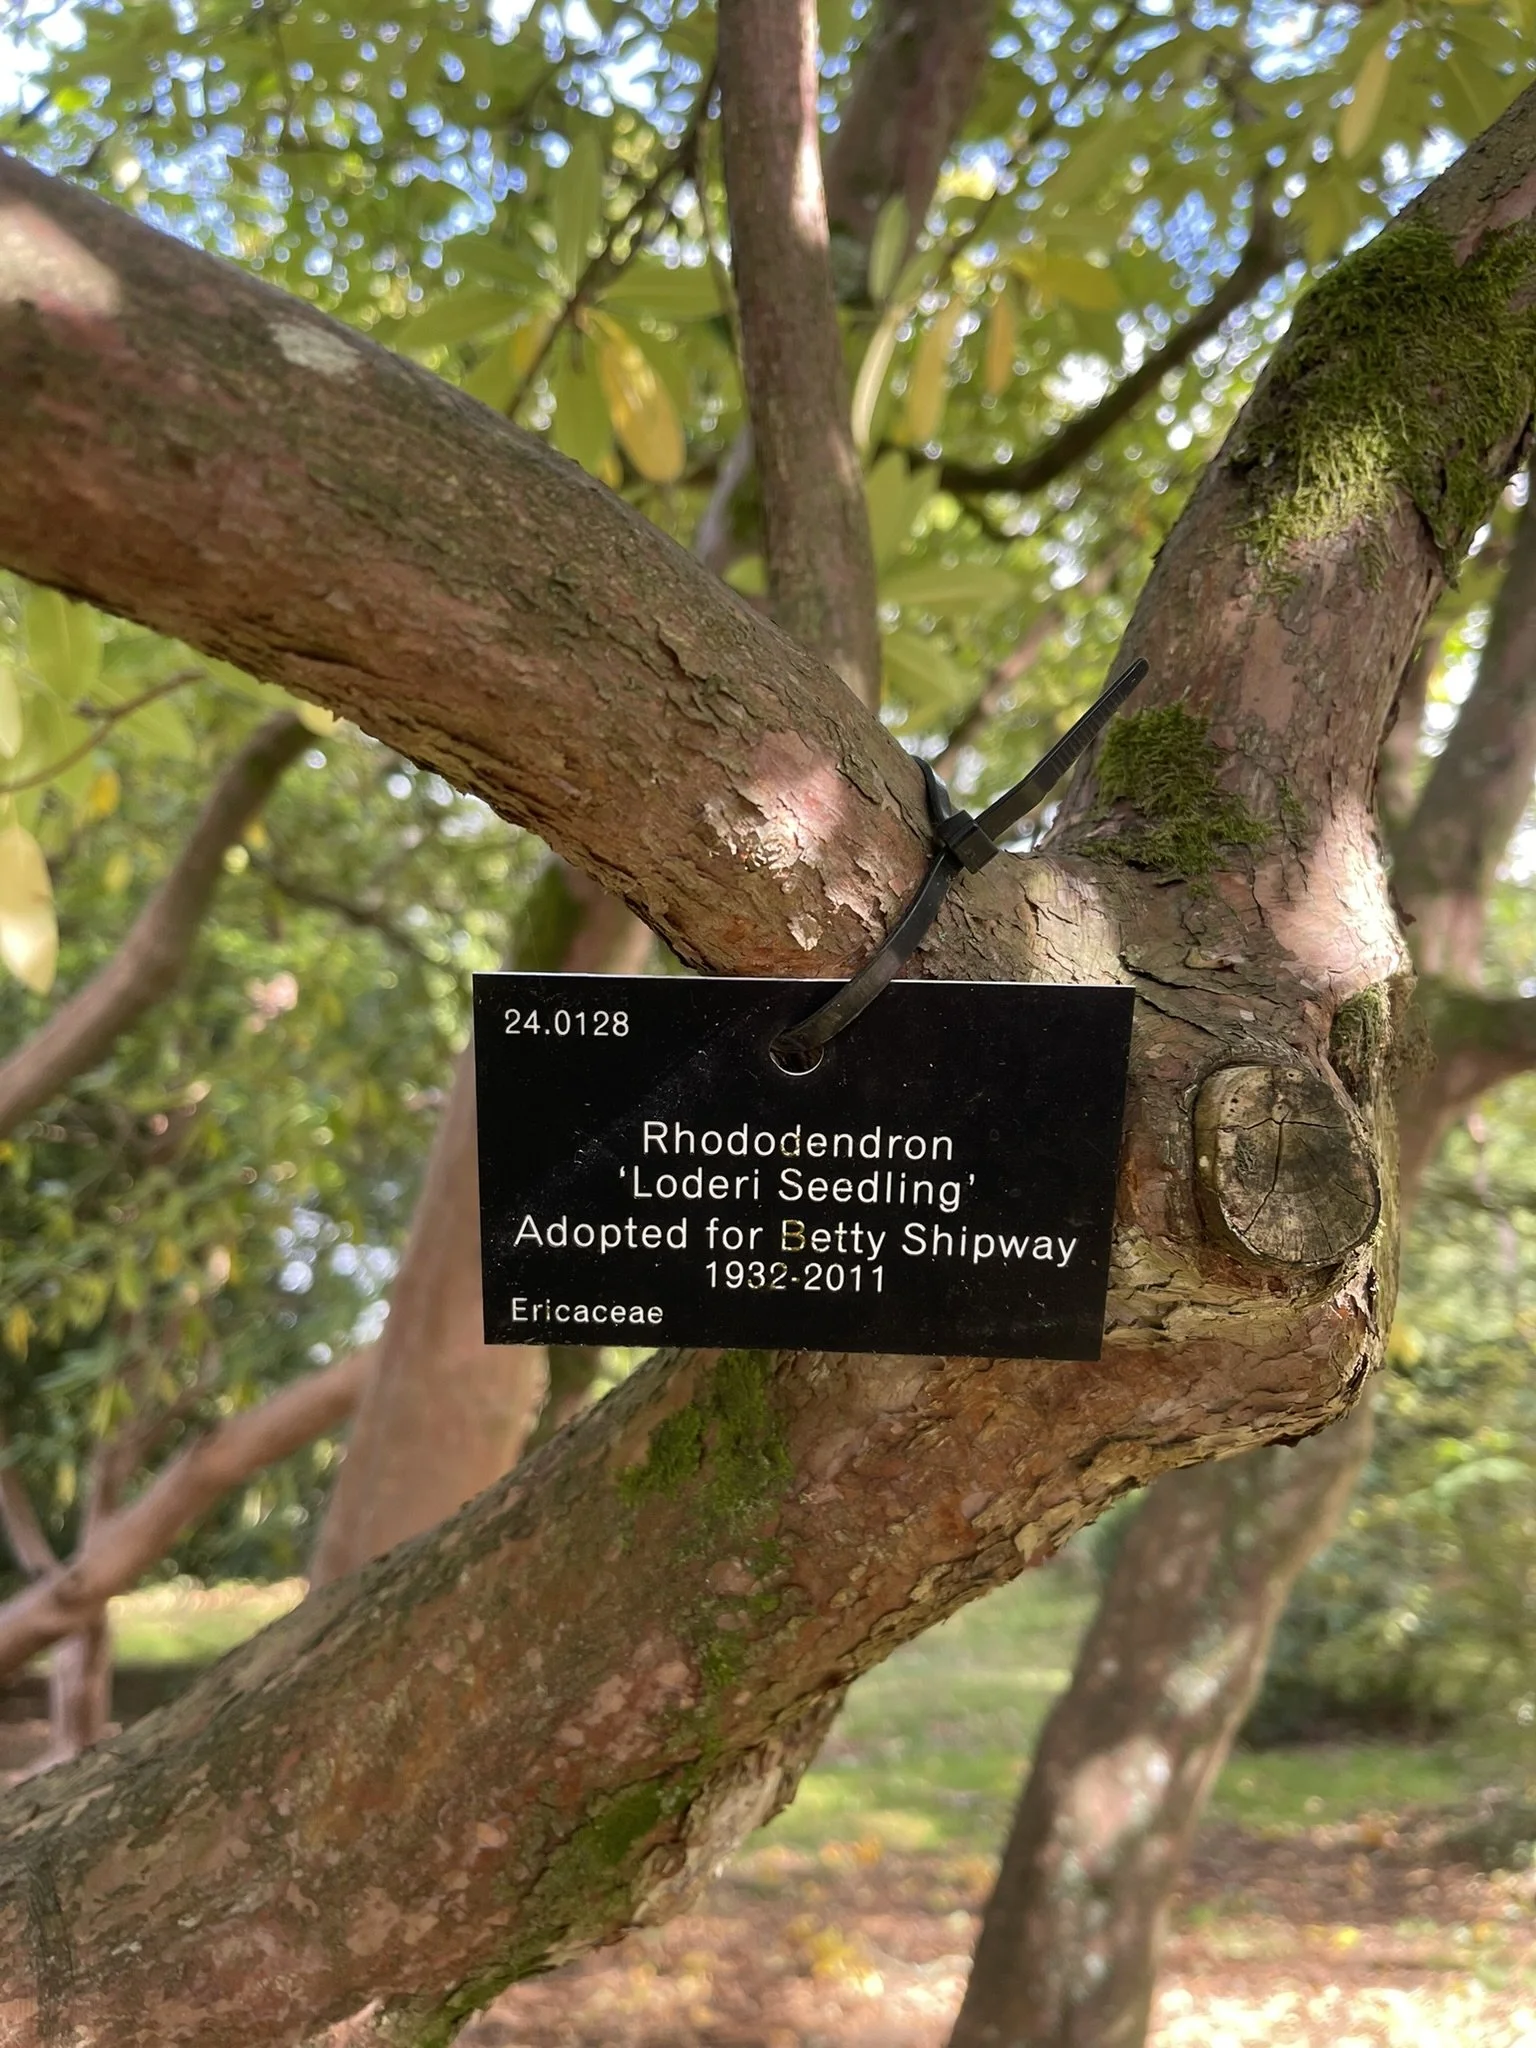 24.0128
Rhododendron
‘Loderi Seedling’
Adopted for Betty Shipway
1932-2011
Ericaceae